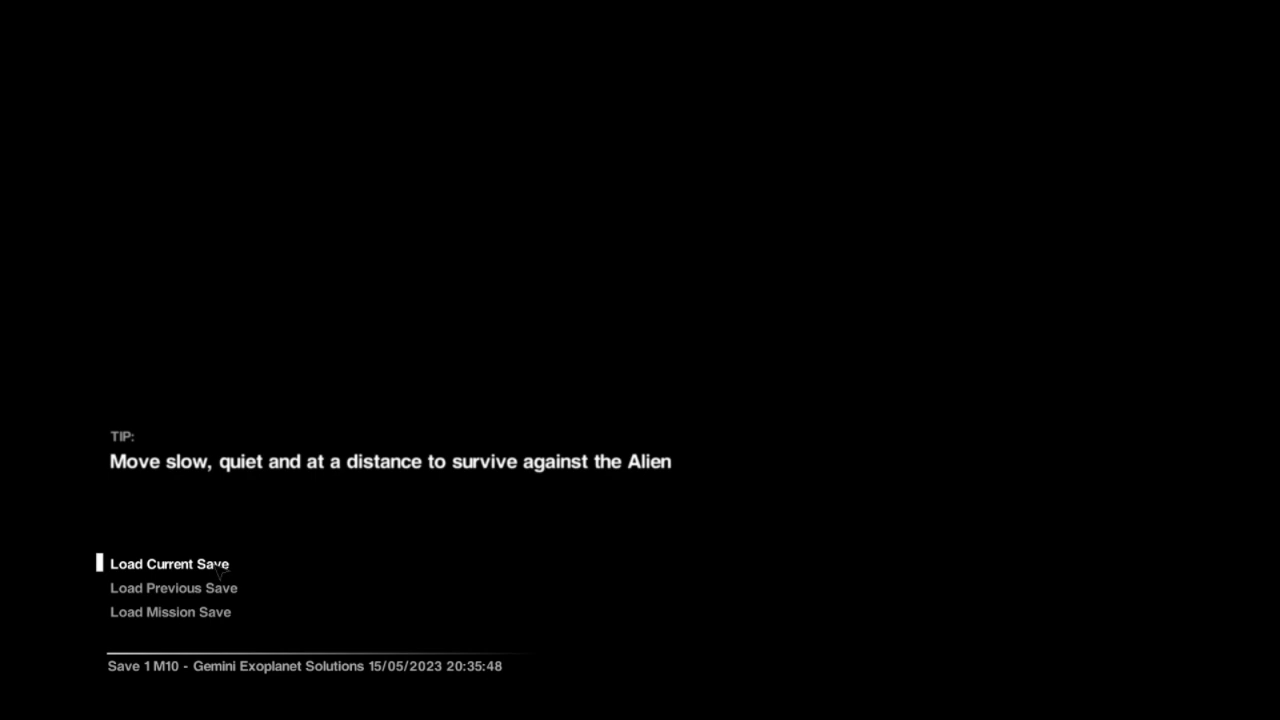 TIP:
Move slow, quiet and at a distance to survive against the Alien
Load Current Save
Load Previous Save
Load Mission Save
Save 1 M10 - Gemini Exoplanet Solutions 15/05/2023 20:35:48